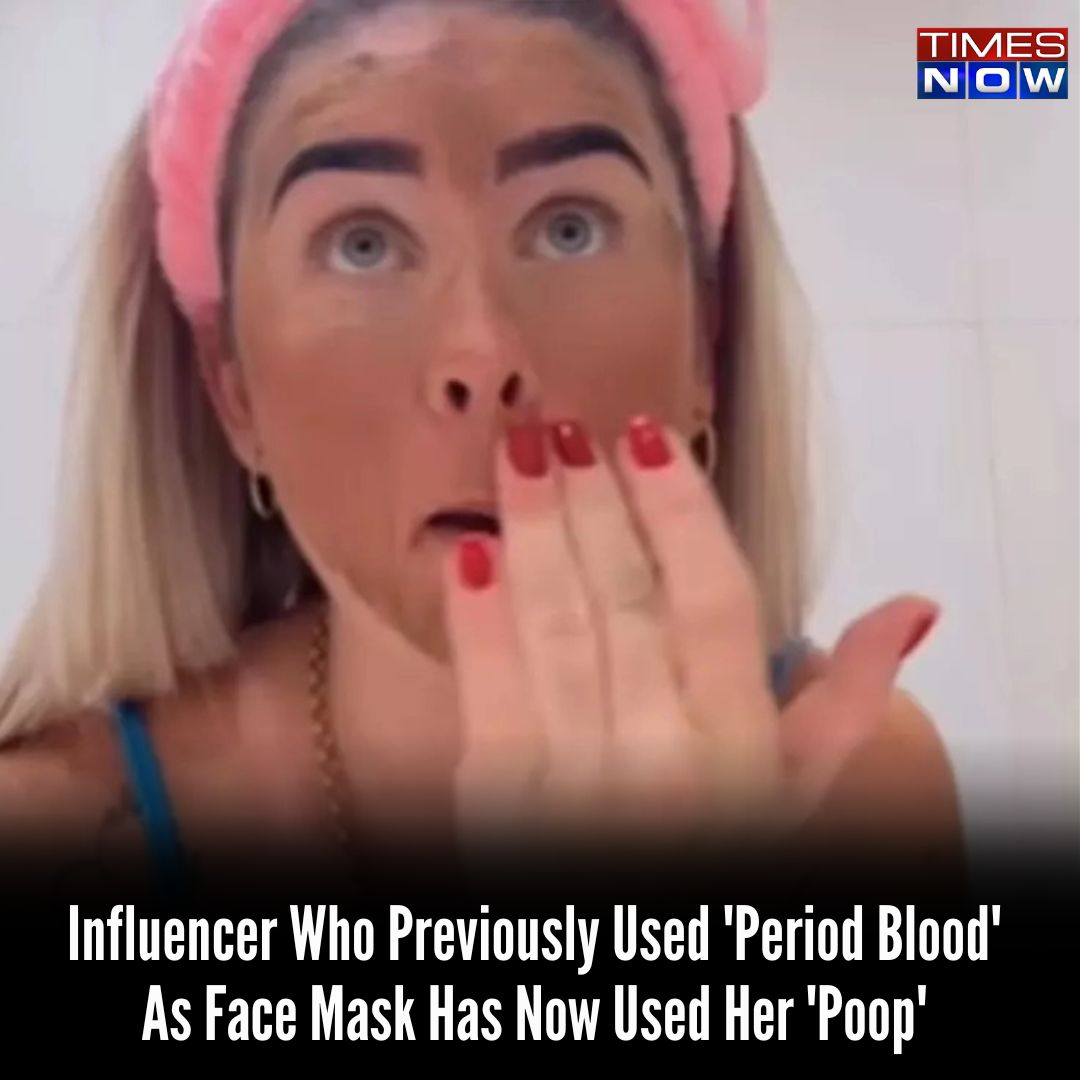 TIMES
NOW
Influencer Who Previously Used 'Period Blood'
As Face Mask Has Now Used Her 'Poop'